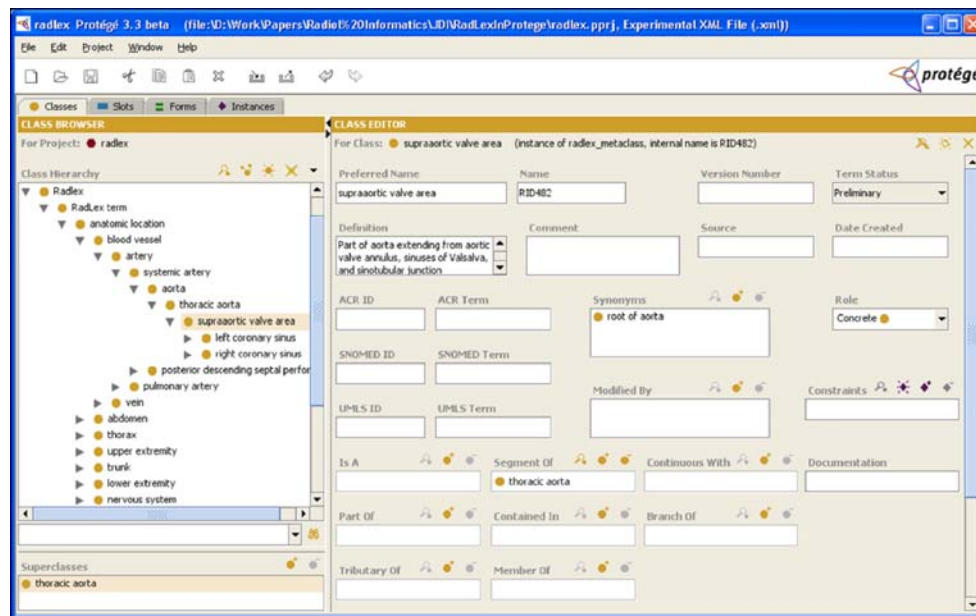 radlex Protégé 3.3 beta (file:\D:\Work\Papers\Radiol%20Informatics\JDI\RadLexInProtege\radlex.pprj, Experimental XML File (.xml))
File Edit Project Window Help
protégé
Classes Slots Forms Instances
CLASS BROWSER
For Project: radlex
Class Hierarchy
Radlex
RadLex term
anatomic location
blood vessel
artery
systemic artery
aorta
thoracic aorta
supraaortic valve area
left coronary sinus
right coronary sinus
posterior descending septal perfor
pulmonary artery
vein
abdomen
thorax
upper extremity
trunk
lower extremity
nervous system
Superclasses
thoracic aorta
CLASS EDITOR
For Class: supraaortic valve area (instance of radlex_metaclass, internal name is RID482)
Preferred Name Name Version Number Term Status
supraaortic valve area RID482 Preliminary
Definition Comment Source Date Created
Part of aorta extending from aortic
valve annulus, sinuses of Valsalva,
and sinotubular junction
ACR ID ACR Term Synonyms Role
root of aorta Concrete
SNOMED ID SNOMED Term
Modified By Constraints
UMLS ID UMLS Term
Is A Segment Of Continuous With Documentation
thoracic aorta
Part Of Contained In Branch Of
Tributary Of Member Of